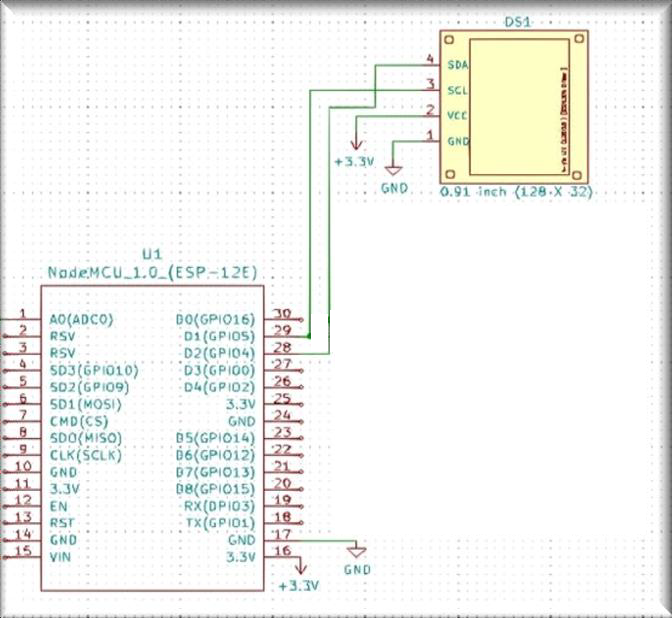 DS1
4 SDA
3 SCL
2 VCC
1 GND
+3.3V
GND
0.91 inch (128 X 32)
U1
NodeMCU_1.0_(ESP-12E)
1 A0(ADC0) D0(GPIO16) 30
2 RSV D1(GPIO5) 29
3 RSV D2(GPIO4) 28
4 SD3(GPIO10) D3(GPIO0) 27
5 SD2(GPIO9) D4(GPIO2) 26
6 SD1(MOSI) 3.3V 25
7 CMD(CS) GND 24
8 SDO(MISO) D5(GPIO14) 23
9 CLK(SCLK) D6(GPIO12) 22
10 GND D7(GPIO13) 21
11 3.3V D8(GPIO15) 20
12 EN RX(DPIO3) 19
13 RST TX(GPIO1) 18
14 GND GND 17
15 VIN 3.3V 16
GND
+3.3V